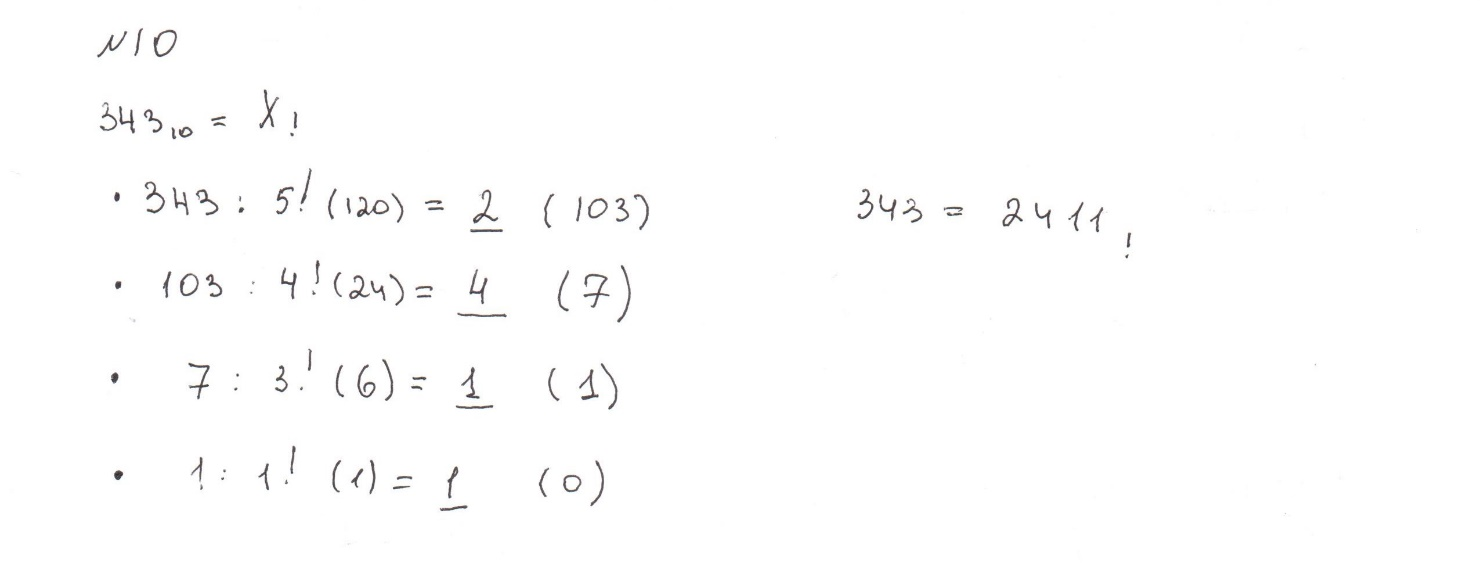 №10
343₁₀ = X!
• 343 : 5! (120) = 2 (103)
343 = 2411!
• 103 : 4! (24) = 4 (7)
• 7 : 3! (6) = 1 (1)
• 1 : 1! (1) = 1 (0)